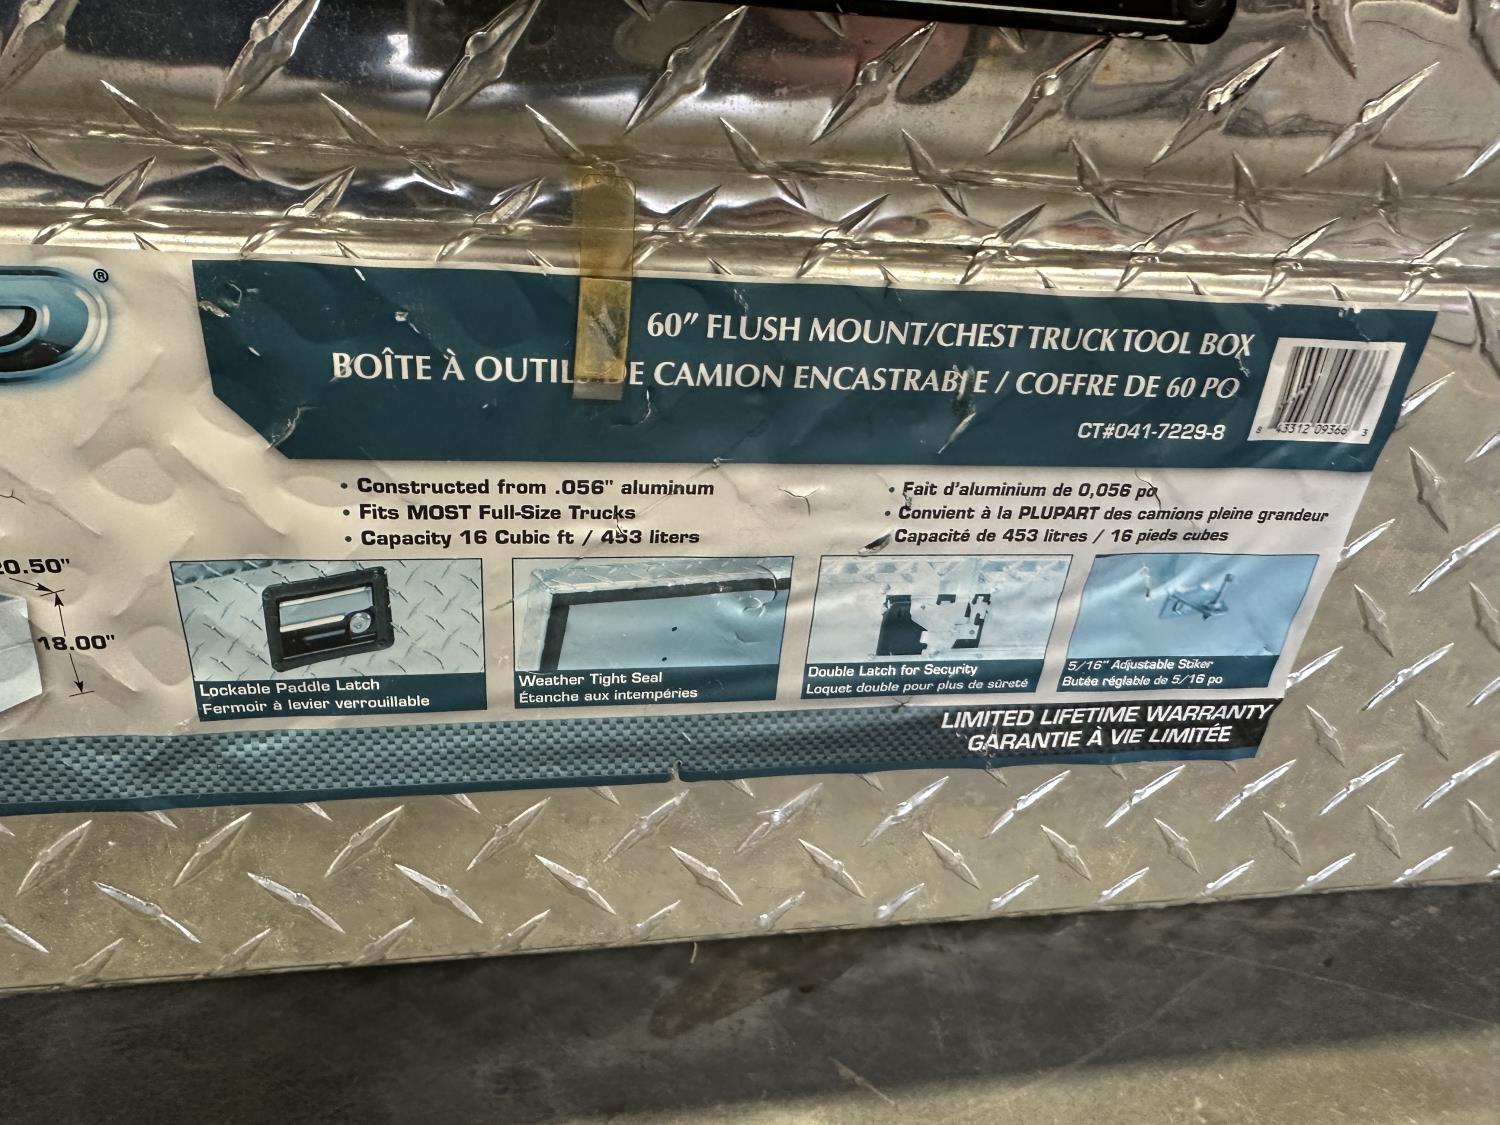 ®
60" FLUSH MOUNT/CHEST TRUCK TOOL BOX
BOÎTE À OUTILS DE CAMION ENCASTRABLE / COFFRE DE 60 PO
CT#041-7229-8
8 43312 09366 3
• Constructed from .056" aluminum
• Fits MOST Full-Size Trucks
• Capacity 16 Cubic ft / 453 liters
• Fait d'aluminium de 0,056 po
• Convient à la PLUPART des camions pleine grandeur
Capacité de 453 litres / 16 pieds cubes
20.50"
18.00"
Lockable Paddle Latch
Fermoir à levier verrouillable
Weather Tight Seal
Étanche aux intempéries
Double Latch for Security
Loquet double pour plus de sûreté
5/16" Adjustable Stiker
Butée réglable de 5/16 po
LIMITED LIFETIME WARRANTY
GARANTIE À VIE LIMITÉE